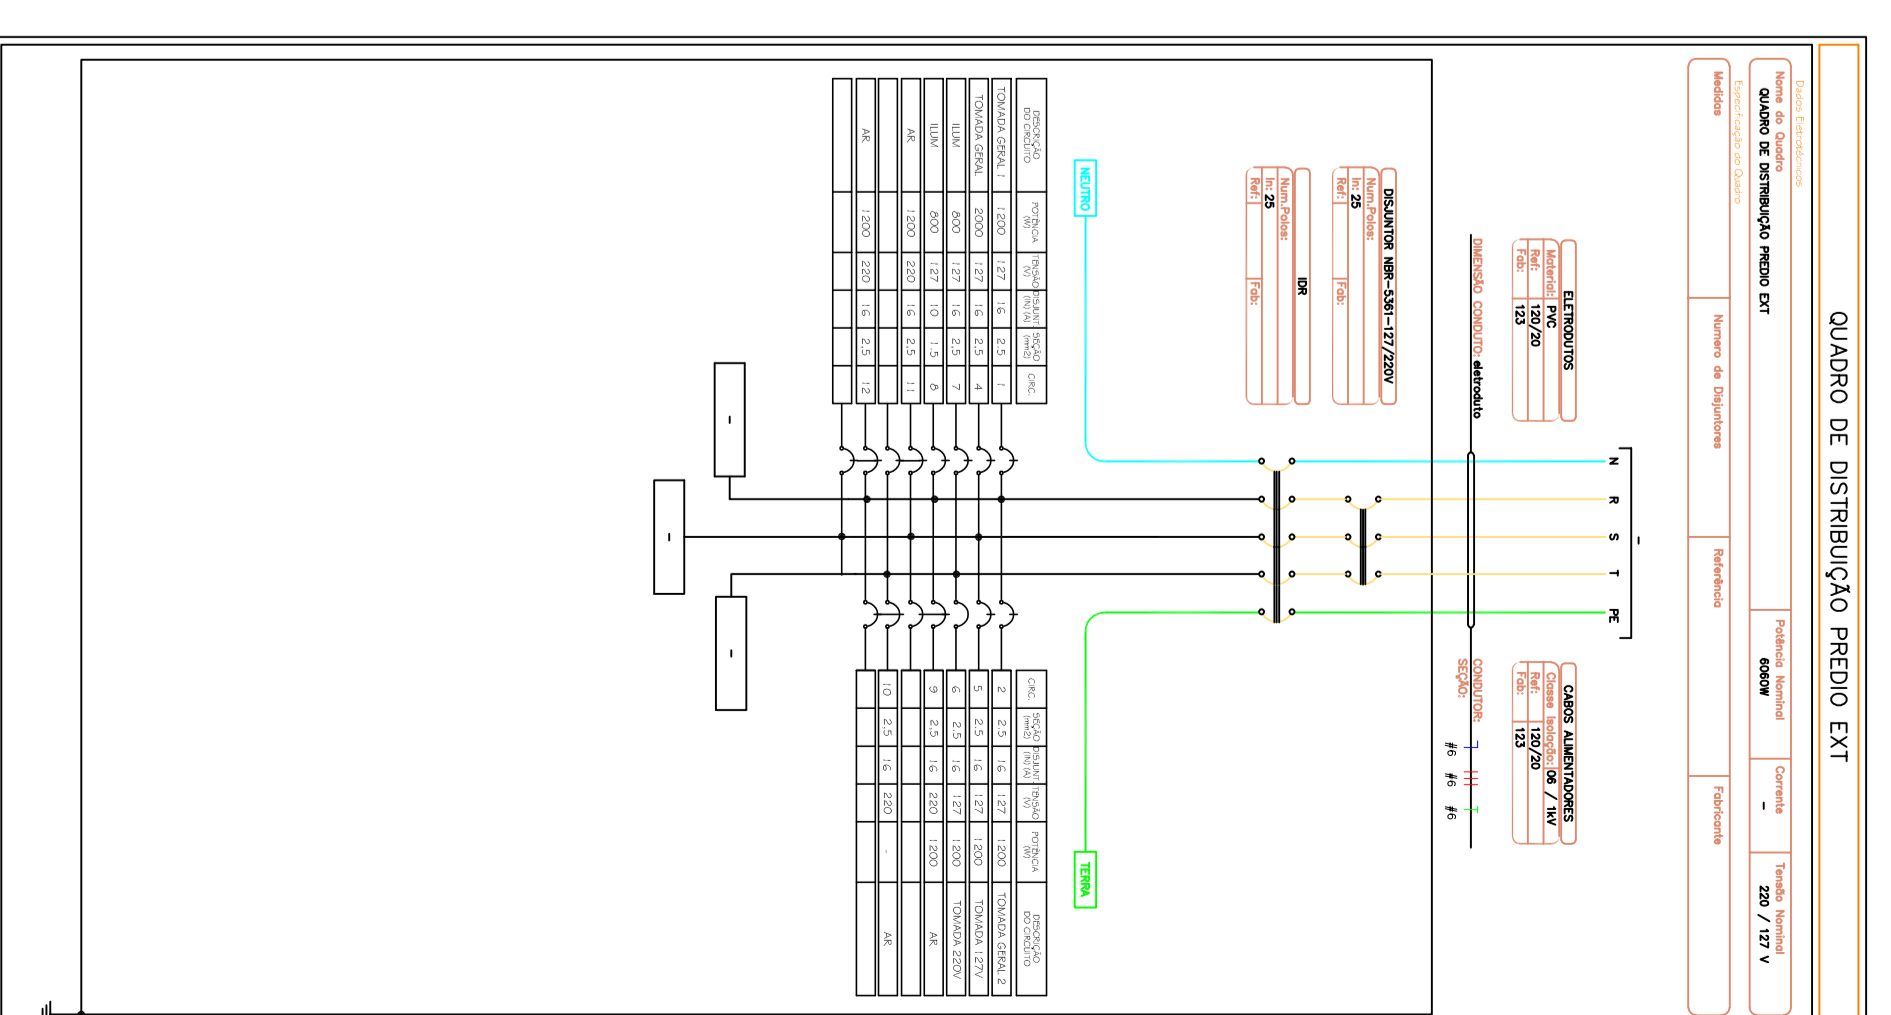 QUADRO DE DISTRIBUIÇÃO PREDIO EXT
Dados Eletrotécnicos
Nome do Quadro
QUADRO DE DISTRIBUIÇÃO PREDIO EXT
Potência Nominal
6060W
Corrente
-
Tensão Nominal
220 / 127 V
Especificação do Quadro
Medidas
Numero de Disjuntores
Referência
Fabricante
-
N
R
S
T
PE
ELETRODUTOS
Material: PVC
Ref: 120/20
Fab: 123
CABOS ALIMENTADORES
Classe Isolação: 06 / 1kV
Ref: 120/20
Fab: 123
DIMENSÃO CONDUTO: eletroduto
CONDUTOR:
SEÇÃO:
#6 #6 #6
DISJUNTOR NBR-5361-127/220V
Num.Polos:
In: 25
Ref: Fab:
IDR
Num.Polos:
In: 25
Ref: Fab:
NEUTRO
TERRA
DESCRIÇÃO DO CIRCUITO POTÊNCIA (W) TENSÃO (V) DISJUNT. (IN) (A) SEÇÃO (mm2) CIRC.
TOMADA GERAL 1 1200 127 16 2.5 1
TOMADA GERAL 2000 127 16 2.5 4
ILUM 800 127 16 2,5 7
ILUM 800 127 10 1.5 8
AR 1200 220 16 2,5 11
AR 1200 220 16 2,5 12
CIRC. SEÇÃO (mm2) DISJUNT. (IN) (A) TENSÃO (V) POTÊNCIA (W) DESCRIÇÃO DO CIRCUITO
2 2.5 16 127 1200 TOMADA GERAL 2
5 2.5 16 127 1200 TOMADA 127V
6 2.5 16 127 1200 TOMADA 220V
9 2,5 16 220 1200 AR
10 2,5 16 220 - AR
-
-
-